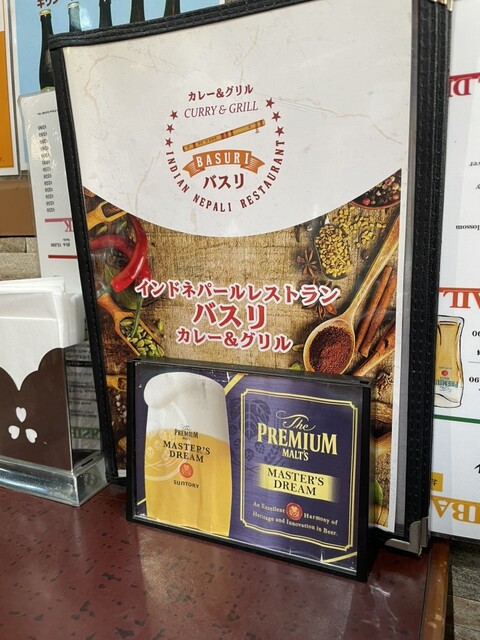 カレー&グリル
CURRY & GRILL
BASURI
バスリ
INDIAN NEPALI RESTAURANT
インドネパールレストラン
バスリ
カレー&グリル
The
PREMIUM
MALT'S
MASTER'S
DREAM
SUNTORY
The
PREMIUM
MALT'S
MASTER'S
DREAM
An Excellent Harmony of
Heritage and Innovation in Beer.